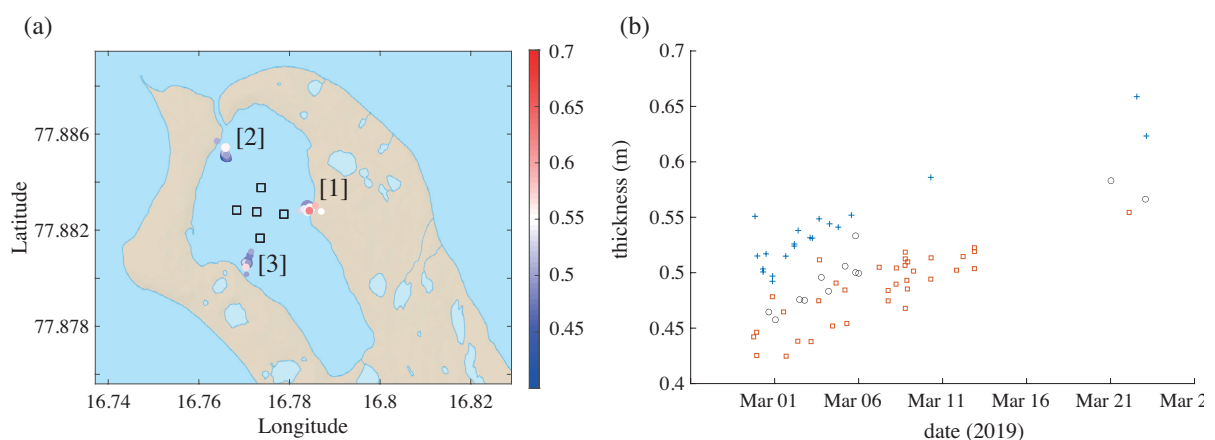 (a)
(b)
0.7
0.65
0.6
0.55
0.5
0.45
77.886
77.882
77.878
Latitude
[2]
[1]
[3]
16.74
16.76
16.78
16.8
16.82
Longitude
0.7
0.65
0.6
0.55
0.5
0.45
0.4
thickness (m)
Mar 01
Mar 06
Mar 11
Mar 16
Mar 21
Mar 2
date (2019)